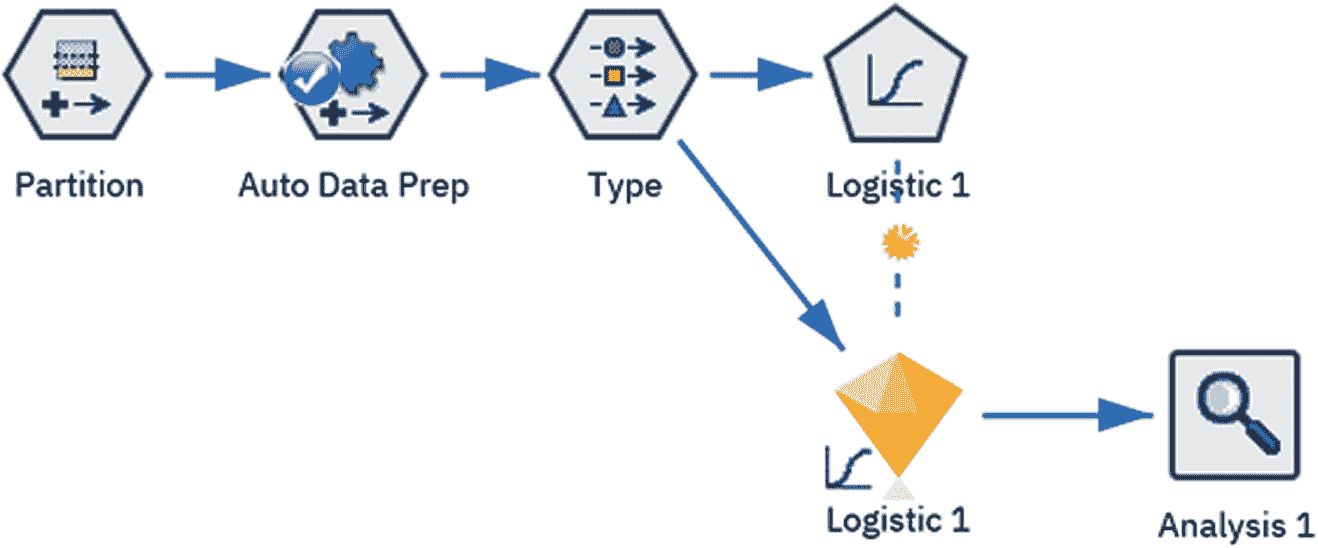 Partition
Auto Data Prep
Type
Logistic 1
Logistic 1
Analysis 1